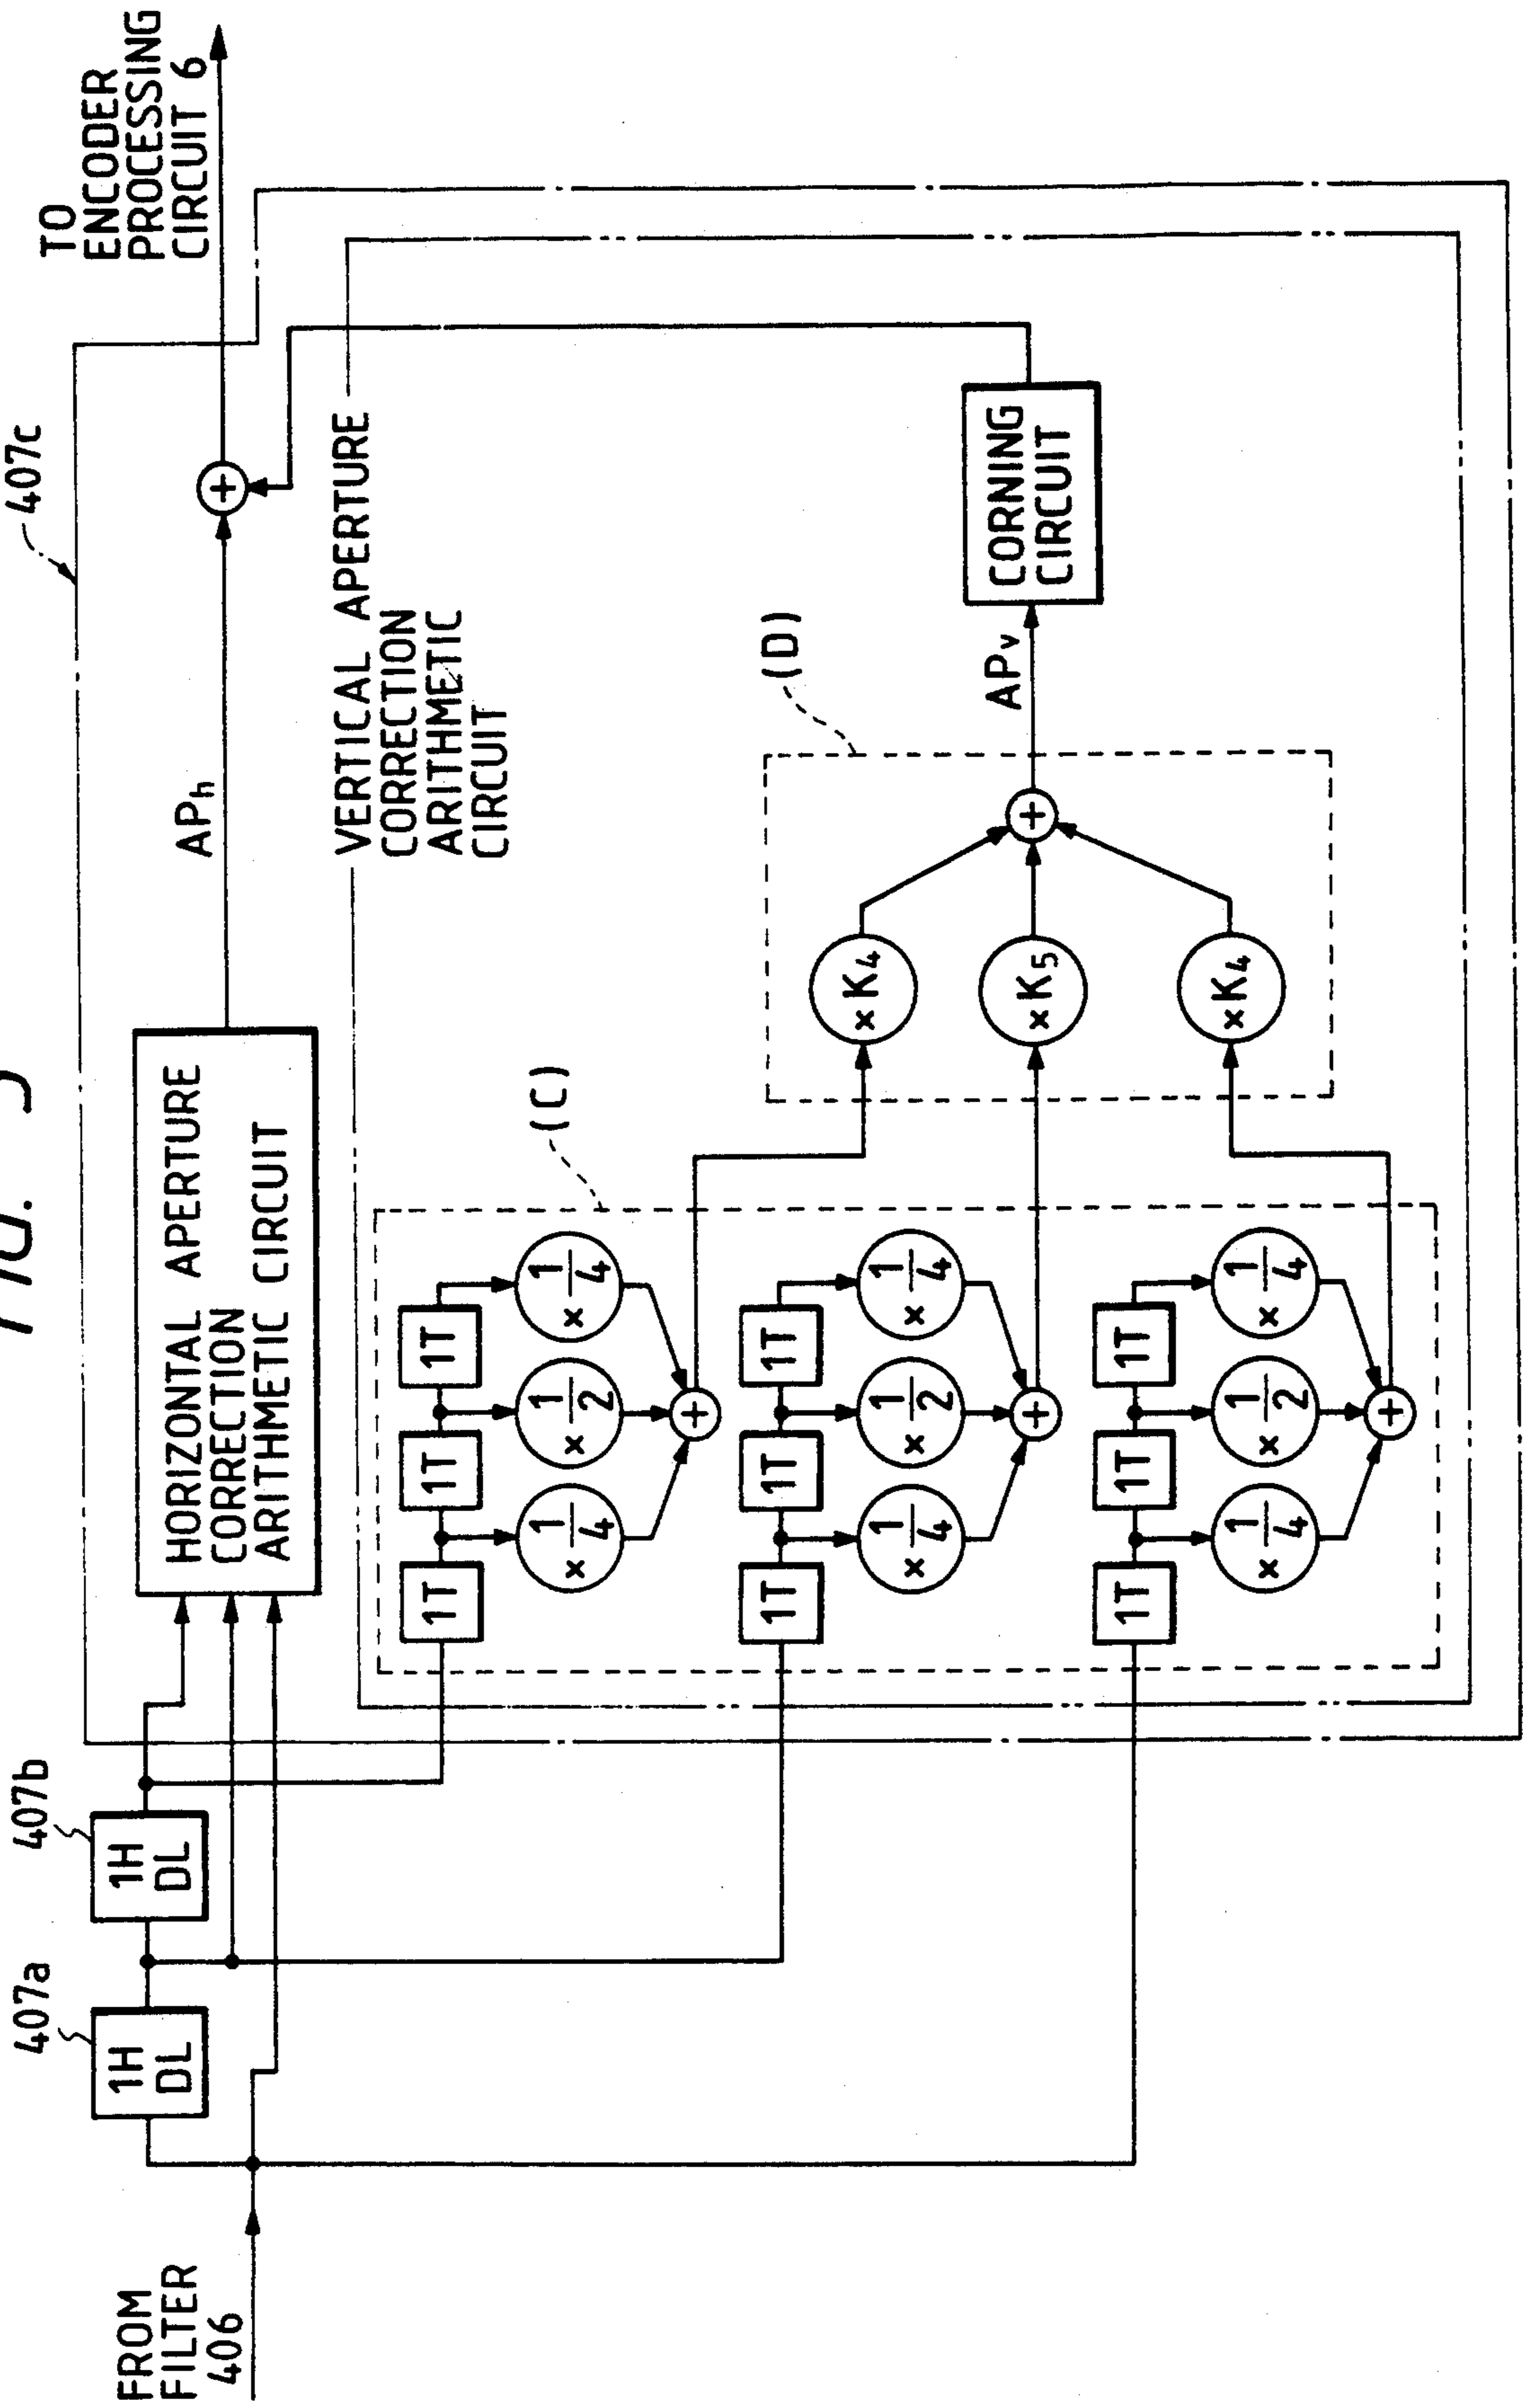 FROM
FILTER
406
407a
1H
DL
407b
1H
DL
407c
HORIZONTAL APERTURE
CORRECTION
ARITHMETIC CIRCUIT
APh
+
TO
ENCODER
PROCESSING
CIRCUIT 6
VERTICAL APERTURE
CORRECTION
ARITHMETIC
CIRCUIT
(C)
1T
1T
1T
×1/4
×1/2
×1/4
+
1T
1T
1T
×1/4
×1/2
×1/4
+
1T
1T
1T
×1/4
×1/2
×1/4
+
(D)
×K4
×K5
×K4
+
APv
CORNING
CIRCUIT